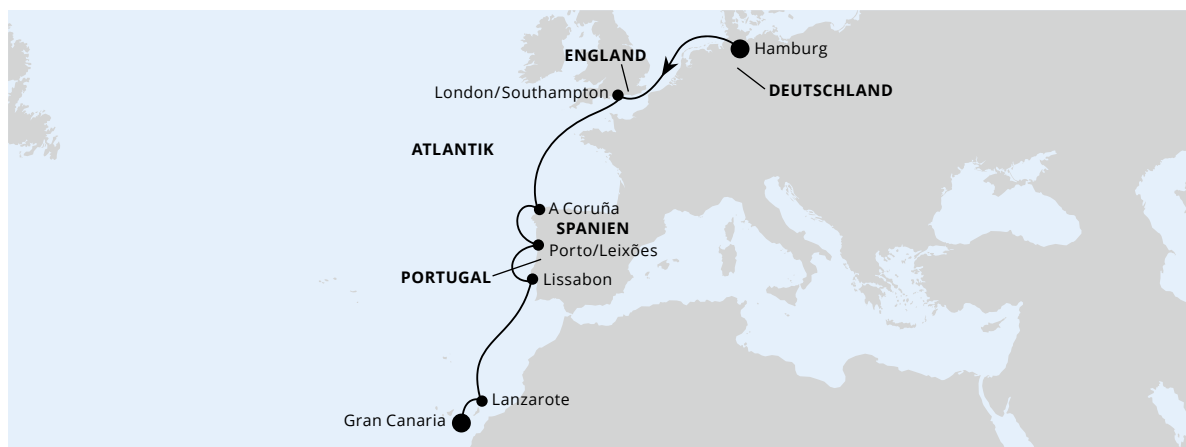 Hamburg
ENGLAND
DEUTSCHLAND
London/Southampton
ATLANTIK
A Coruña
SPANIEN
Porto/Leixões
PORTUGAL
Lissabon
Lanzarote
Gran Canaria